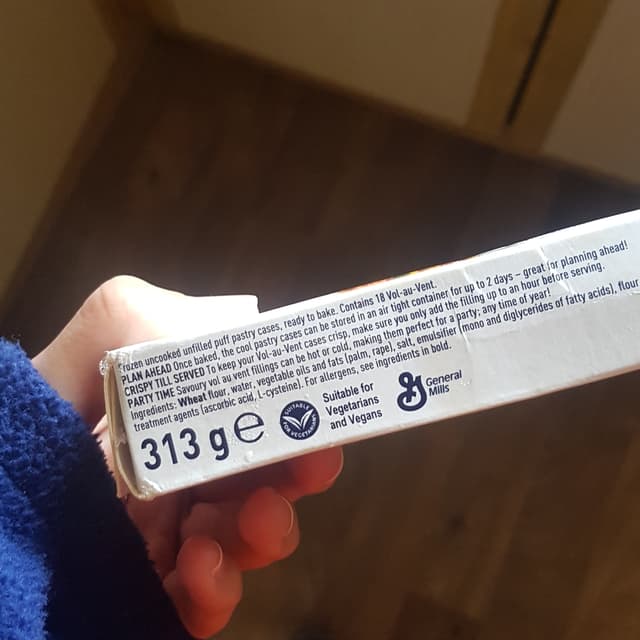 Frozen uncooked unfilled puff pastry cases, ready to bake. Contains 18 Vol-au-Vent.
PLAN AHEAD Once baked, the cool pastry cases can be stored in an air tight container for up to 2 days – great for planning ahead!
CRISPY TILL SERVED To keep your Vol-au-Vent cases crisp, make sure you only add the filling up to an hour before serving.
PARTY TIME Savoury vol au vent fillings can be hot or cold, making them perfect for a party; any time of year!
Ingredients: Wheat flour, water, vegetable oils and fats (palm, rape), salt, emulsifier (mono and diglycerides of fatty acids), flour
treatment agents (ascorbic acid, L-cysteine). For allergens, see ingredients in bold.
313 g e
SUITABLE FOR VEGETARIANS
Suitable for
Vegetarians
and Vegans
General
Mills